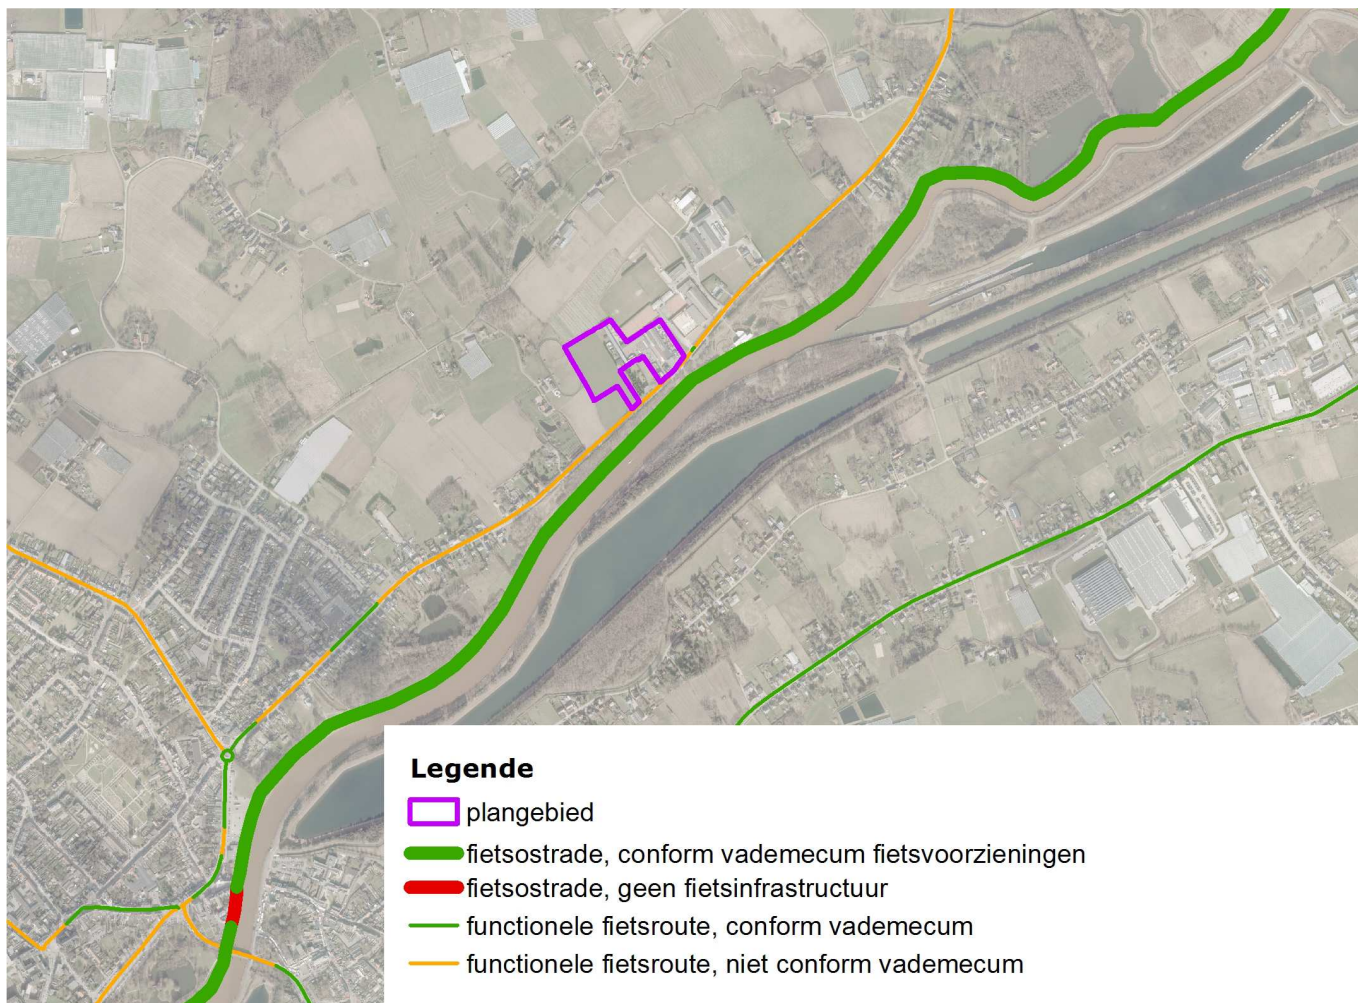 Legende
plangebied
fietsostrade, conform vademecum fietsvoorzieningen
fietsostrade, geen fietsinfrastructuur
functionele fietsroute, conform vademecum
functionele fietsroute, niet conform vademecum